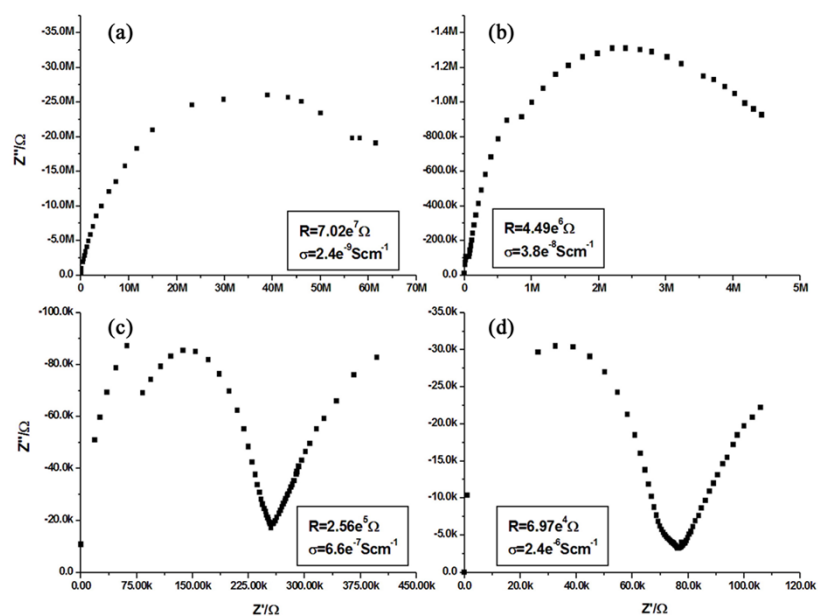 (a)
-35.0M
-30.0M
-25.0M
-20.0M
-15.0M
-10.0M
-5.0M
0.0
Z''/Ω
R=7.02e⁷Ω
σ=2.4e⁻⁹Scm⁻¹
0 10M 20M 30M 40M 50M 60M 70M
(b)
-1.4M
-1.2M
-1.0M
-800.0k
-600.0k
-400.0k
-200.0k
0.0
R=4.49e⁶Ω
σ=3.8e⁻⁸Scm⁻¹
0 1M 2M 3M 4M 5M
(c)
-100.0k
-80.0k
-60.0k
-40.0k
-20.0k
0.0
Z''/Ω
R=2.56e⁵Ω
σ=6.6e⁻⁷Scm⁻¹
0.00 75.00k 150.00k 225.00k 300.00k 375.00k 450.00k
Z'/Ω
(d)
-35.0k
-30.0k
-25.0k
-20.0k
-15.0k
-10.0k
-5.0k
0.0
R=6.97e⁴Ω
σ=2.4e⁻⁶Scm⁻¹
0.0 20.0k 40.0k 60.0k 80.0k 100.0k 120.0k
Z'/Ω